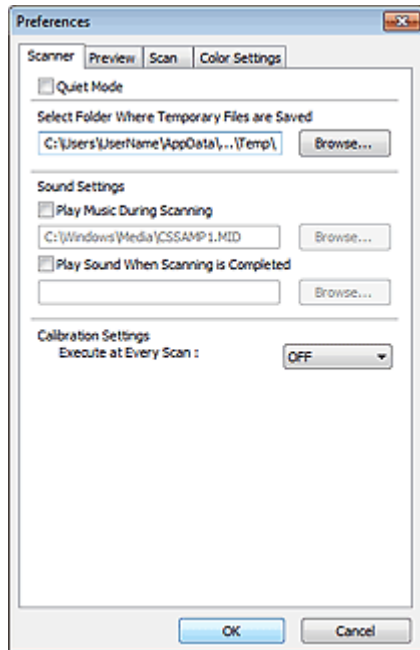 Preferences
Scanner Preview Scan Color Settings
Quiet Mode
Select Folder Where Temporary Files are Saved
C:\Users\UserName\AppData\,...\Temp\, Browse...
Sound Settings
Play Music During Scanning
C:\Windows\Media\CSSAMP1.MID Browse...
Play Sound When Scanning is Completed
Browse...
Calibration Settings
Execute at Every Scan : OFF
OK Cancel